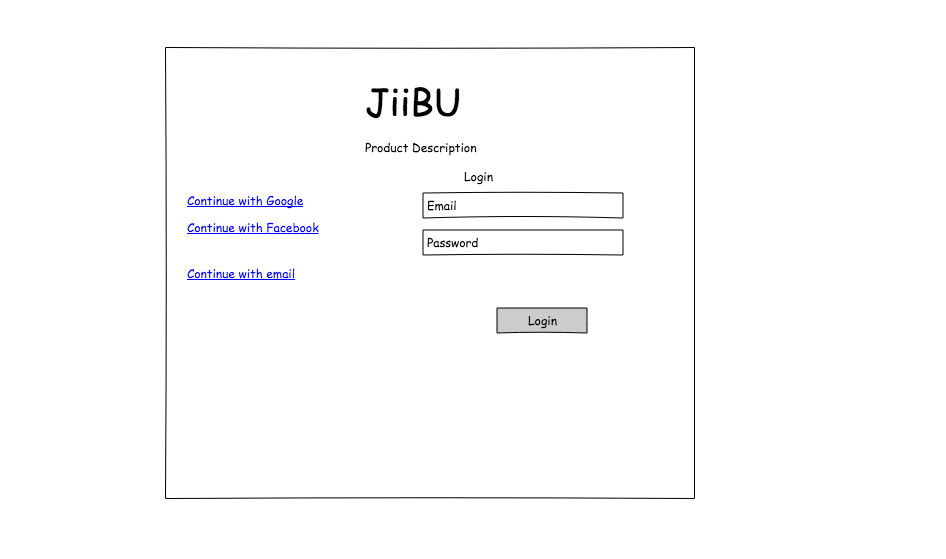 JiiBU
Product Description
Login
Continue with Google
Email
Continue with Facebook
Password
Continue with email
Login